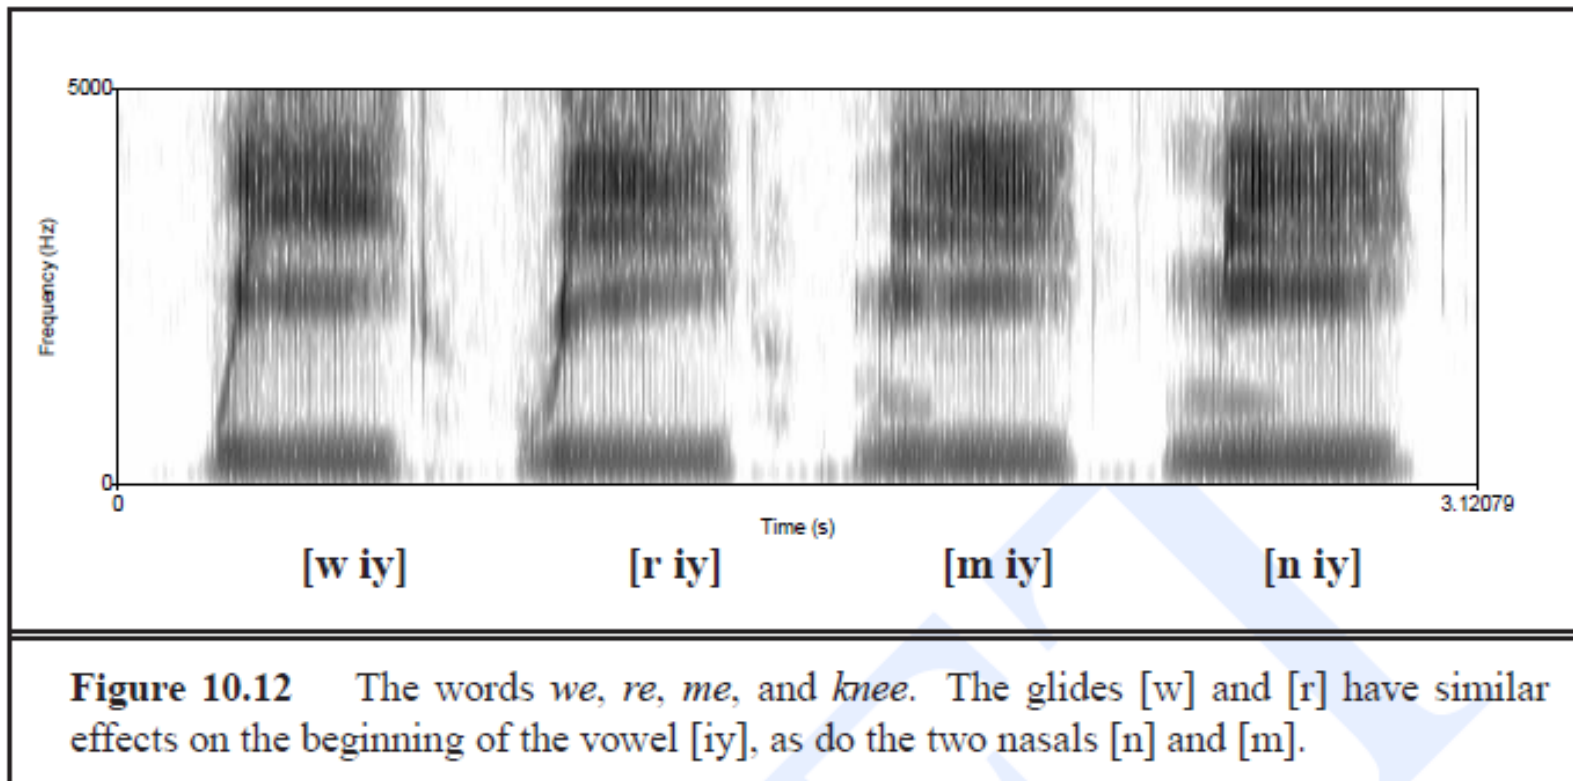 5000
Frequency (Hz)
0
0
3.12079
Time (s)
[w iy] [r iy] [m iy] [n iy]
Figure 10.12 The words we, re, me, and knee. The glides [w] and [r] have similar
effects on the beginning of the vowel [iy], as do the two nasals [n] and [m].